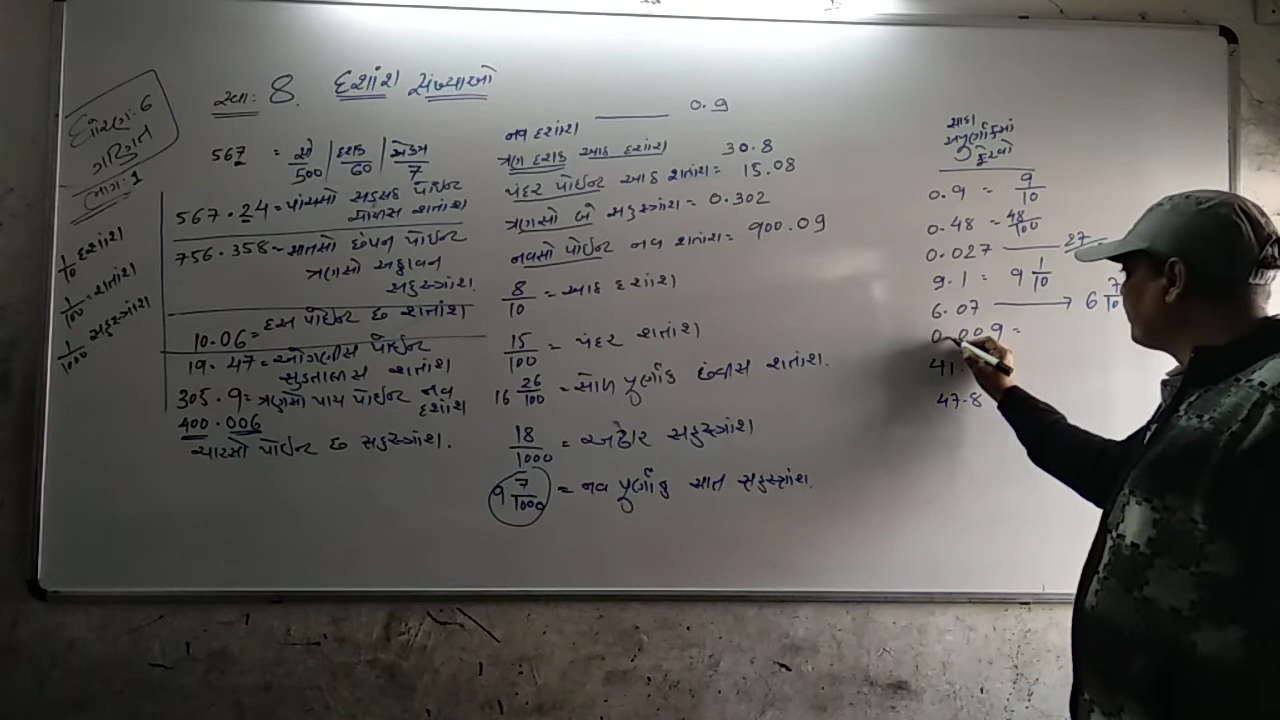 ધોરણ: 6
ગણિત
ભાગ: 1
1/10 દશાંશ
1/100 = શતાંશ
1/1000 સહસ્ત્રાંશ
સ્વા: 8. દશાંશ સંખ્યાઓ
567 = સો/500 | દશક/60 | એકમ/7
567.24 = પાંચસો સડસઠ પોઈન્ટ
ચોવીસ શતાંશ
756.358 = સાતસો છપ્પન પોઈન્ટ
ત્રણસો અઠ્ઠાવન
સહસ્ત્રાંશ.
10.06 = દસ પોઈન્ટ છ શતાંશ
19.47 = ઓગણીસ પોઈન્ટ
સુડતાલીસ શતાંશ
305.9 = ત્રણસો પાંચ પોઈન્ટ નવ
દશાંશ
400.006
ચારસો પોઈન્ટ છ સહસ્ત્રાંશ.
નવ દશાંશ ——— 0.9
ત્રણ દશક આઠ દશાંશ 30.8
પંદર પોઈન્ટ આઠ શતાંશ = 15.08
ત્રણસો બે સહસ્ત્રાંશ = 0.302
નવસો પોઈન્ટ નવ શતાંશ = 900.09
8/10 = આઠ દશાંશ
15/100 = પંદર શતાંશ
16 26/100 = સોળ પૂર્ણાંક છવ્વીસ શતાંશ.
18/1000 = અઢાર સહસ્ત્રાંશ
9 7/1000 = નવ પૂર્ણાંક સાત સહસ્ત્રાંશ.
સાદા
અપૂર્ણાંકમાં
ફેરવો
0.9 = 9/10
0.48 = 48/100
0.027 —— 27
9.1 = 9 1/10
6.07 ——→ 6
0.009 =
41.
47.8